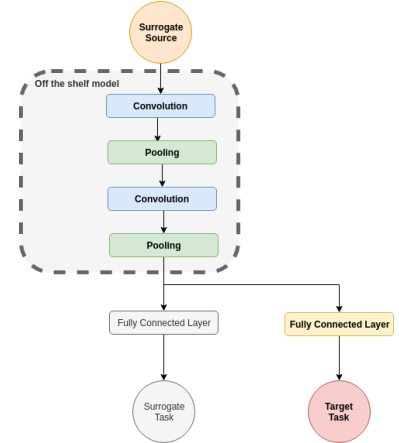 Surrogate
Source
Off the shelf model
Convolution
Pooling
Convolution
Pooling
Fully Connected Layer
Fully Connected Layer
Surrogate
Task
Target
Task